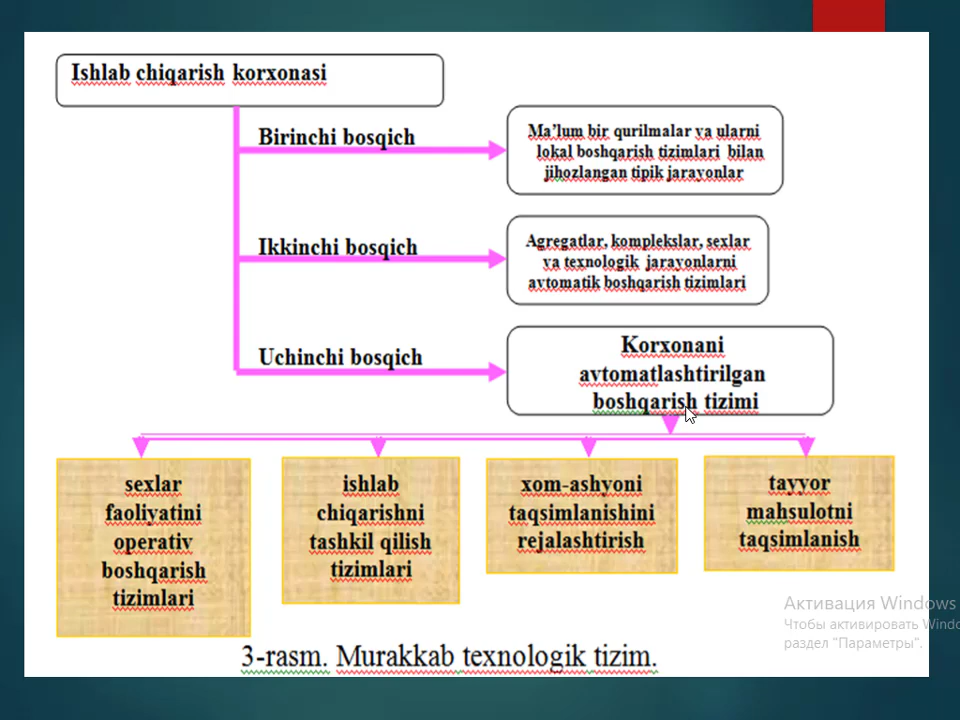 Ishlab chiqarish korxonasi
Birinchi bosqich
Ma’lum bir qurilmalar va ularni
lokal boshqarish tizimlari bilan
jihozlangan tipik jarayonlar
Ikkinchi bosqich
Agregatlar, komplekslar, sexlar
va texnologik jarayonlarni
avtomatik boshqarish tizimlari
Uchinchi bosqich
Korxonani
avtomatlashtirilgan
boshqarish tizimi
sexlar
faoliyatini
operativ
boshqarish
tizimlari
ishlab
chiqarishni
tashkil qilish
tizimlari
xom-ashyoni
taqsimlanishini
rejalashtirish
tayyor
mahsulotni
taqsimlanish
Активация Windows
Чтобы активировать Windo
раздел "Параметры".
3-rasm. Murakkab texnologik tizim.